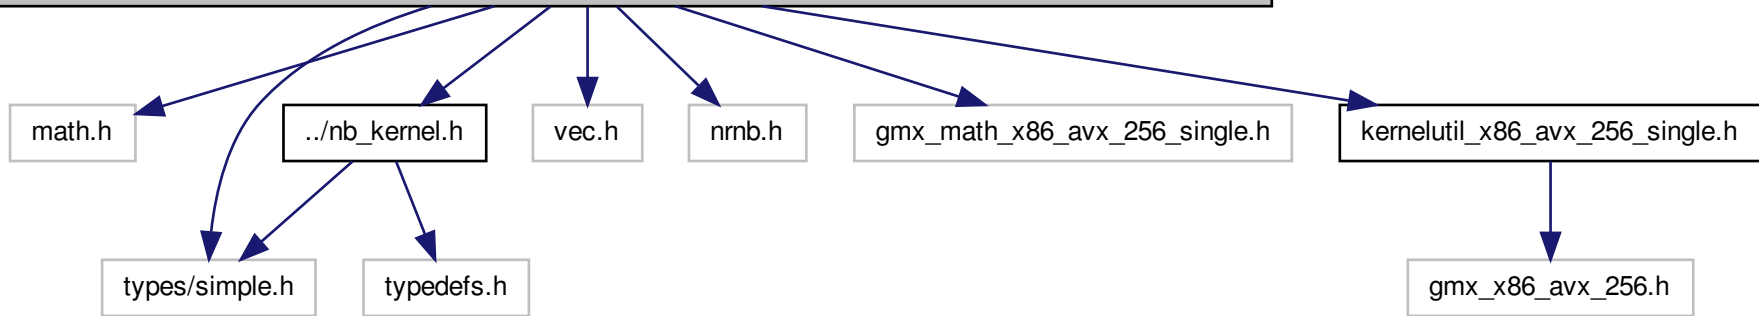 math.h
../nb_kernel.h
vec.h
nrnb.h
gmx_math_x86_avx_256_single.h
kernelutil_x86_avx_256_single.h
types/simple.h
typedefs.h
gmx_x86_avx_256.h